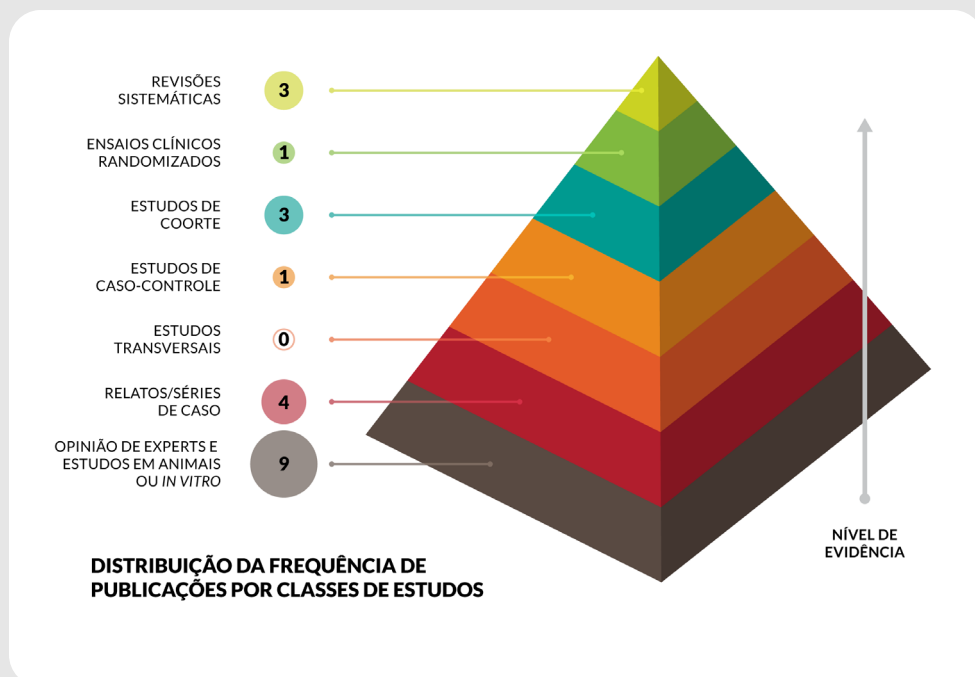 REVISÕES
SISTEMÁTICAS
3
ENSAIOS CLÍNICOS
RANDOMIZADOS
1
ESTUDOS DE
COORTE
3
ESTUDOS DE
CASO-CONTROLE
1
ESTUDOS
TRANSVERSAIS
0
RELATOS/SÉRIES
DE CASO
4
OPINIÃO DE EXPERTS E
ESTUDOS EM ANIMAIS
OU IN VITRO
9
NÍVEL DE
EVIDÊNCIA
DISTRIBUIÇÃO DA FREQUÊNCIA DE
PUBLICAÇÕES POR CLASSES DE ESTUDOS